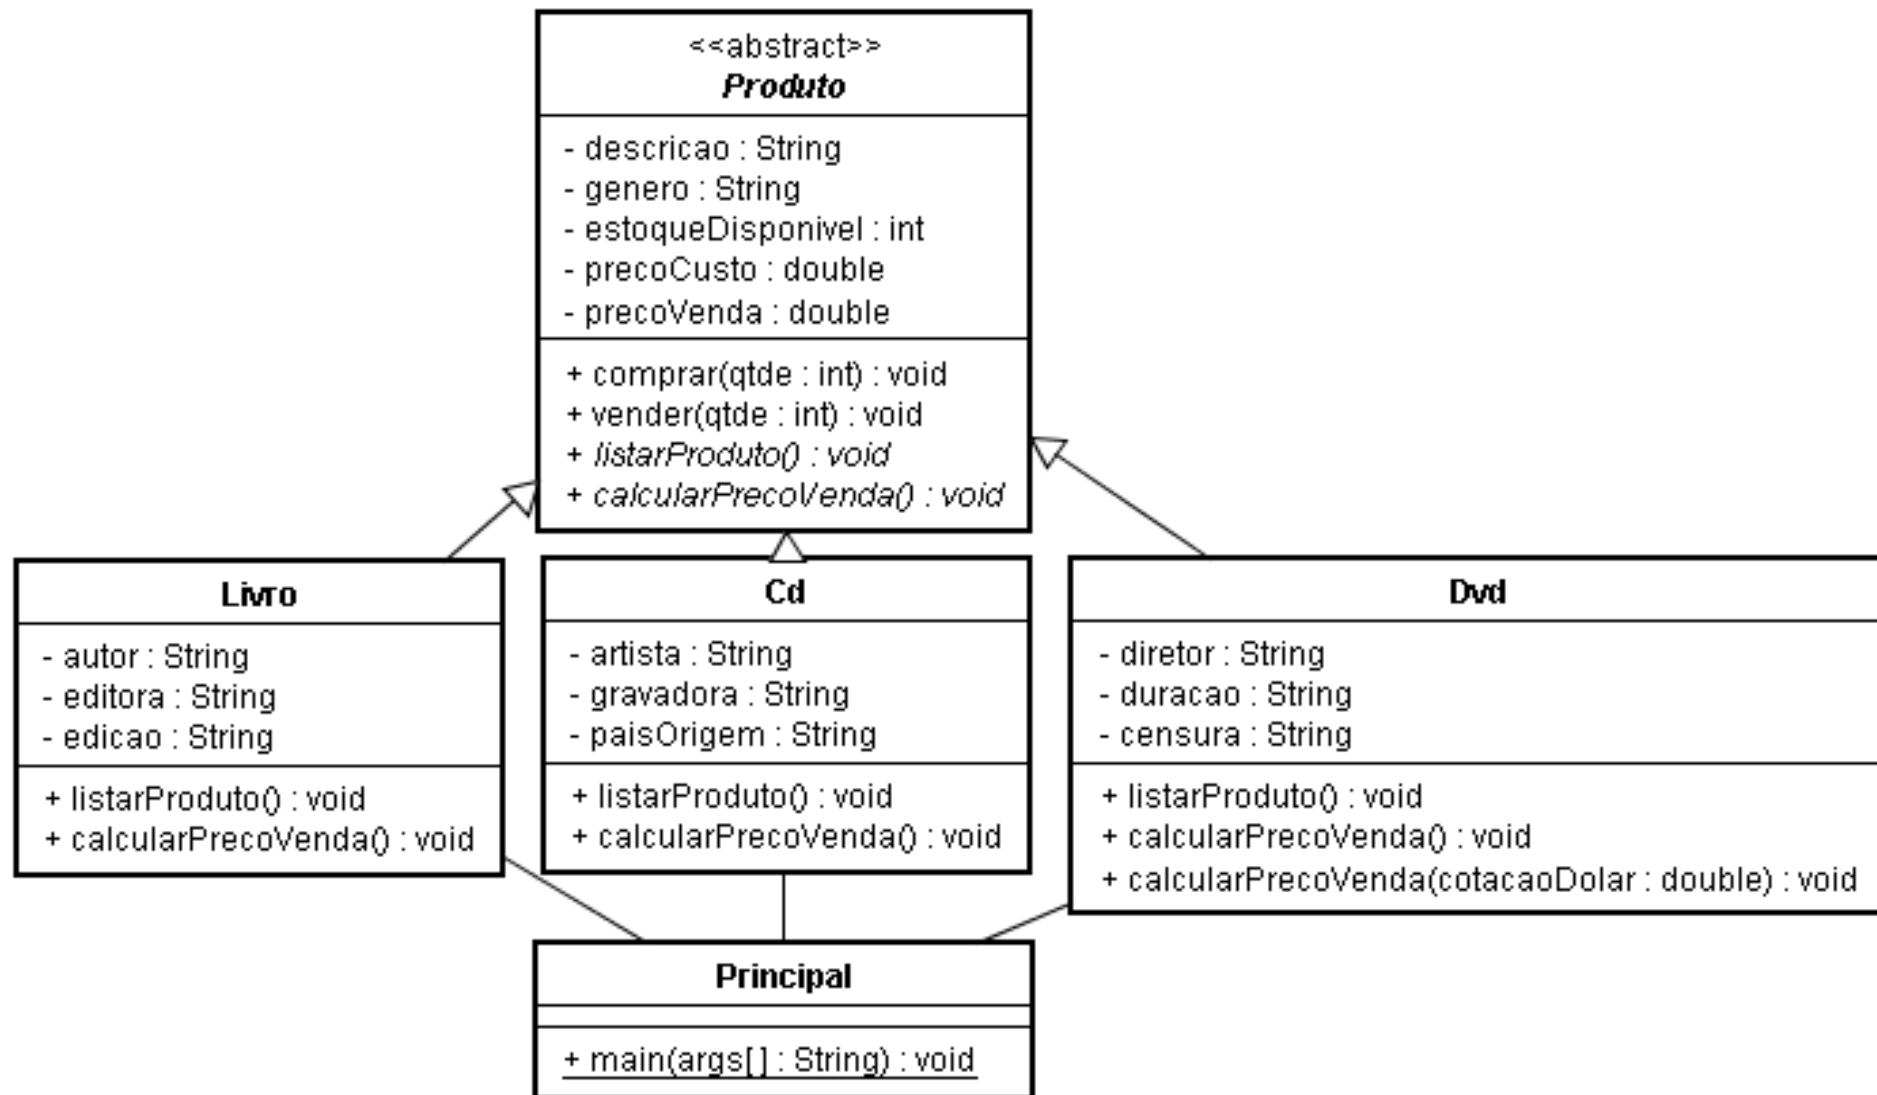 <<abstract>>
Produto
- descricao : String
- genero : String
- estoqueDisponivel : int
- precoCusto : double
- precoVenda : double
+ comprar(qtde : int) : void
+ vender(qtde : int) : void
+ listarProduto() : void
+ calcularPrecoVenda() : void
Livro
- autor : String
- editora : String
- edicao : String
+ listarProduto() : void
+ calcularPrecoVenda() : void
Cd
- artista : String
- gravadora : String
- paisOrigem : String
+ listarProduto() : void
+ calcularPrecoVenda() : void
Dvd
- diretor : String
- duracao : String
- censura : String
+ listarProduto() : void
+ calcularPrecoVenda() : void
+ calcularPrecoVenda(cotacaoDolar : double) : void
Principal
+ main(args[] : String) : void